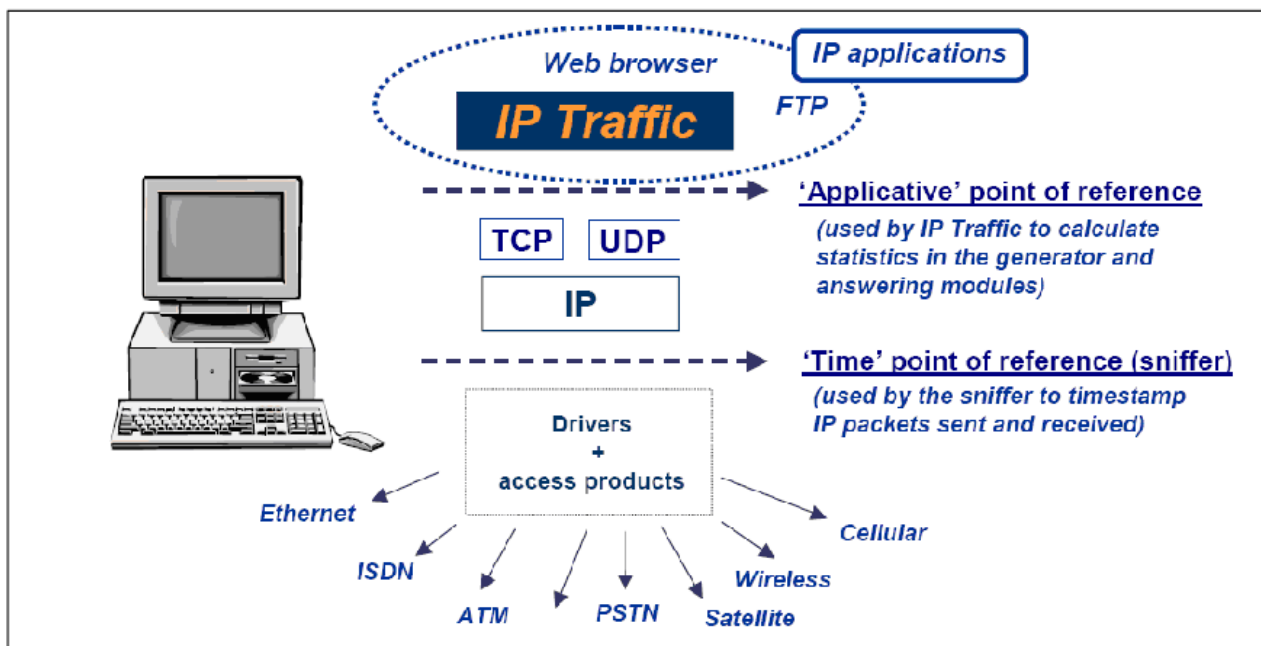 Web browser
IP applications
IP Traffic
FTP
'Applicative' point of reference
(used by IP Traffic to calculate
statistics in the generator and
answering modules)
TCP
UDP
IP
'Time' point of reference (sniffer)
(used by the sniffer to timestamp
IP packets sent and received)
Drivers
+
access products
Ethernet
Cellular
ISDN
Wireless
ATM
PSTN
Satellite